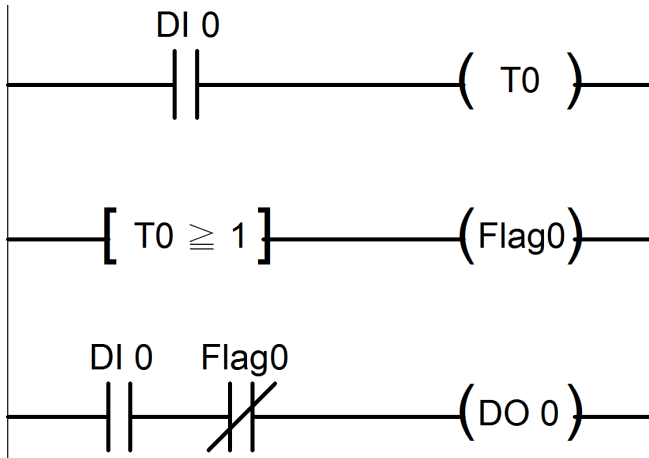 DI 0
( T0 )
[ T0 ≧ 1 ]
(Flag0)
DI 0 Flag0
(DO 0)